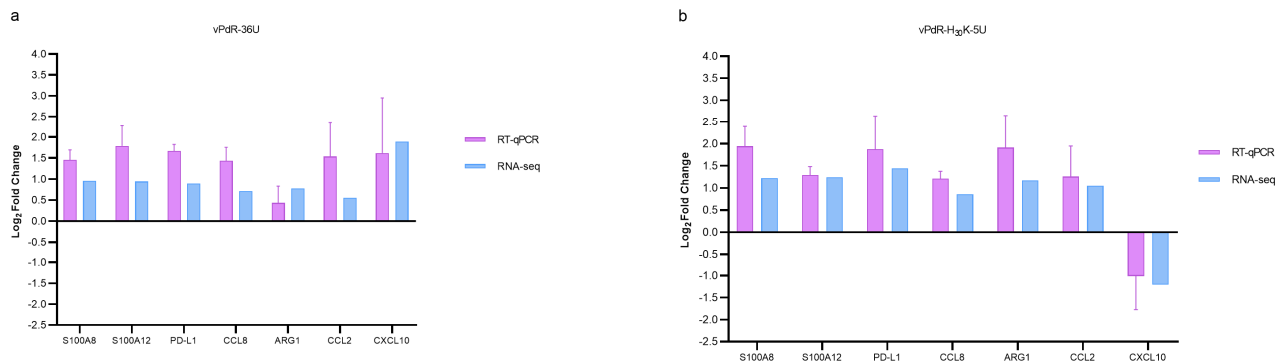 a
vPdR-36U
Log2 Fold Change
4.0
3.5
3.0
2.5
2.0
1.5
1.0
0.5
0.0
-0.5
-1.0
-1.5
-2.0
-2.5
S100A8 S100A12 PD-L1 CCL8 ARG1 CCL2 CXCL10
RT-qPCR
RNA-seq
b
vPdR-H30K-5U
Log2 Fold Change
4.0
3.5
3.0
2.5
2.0
1.5
1.0
0.5
0.0
-0.5
-1.0
-1.5
-2.0
-2.5
S100A8 S100A12 PD-L1 CCL8 ARG1 CCL2 CXCL10
RT-qPCR
RNA-seq